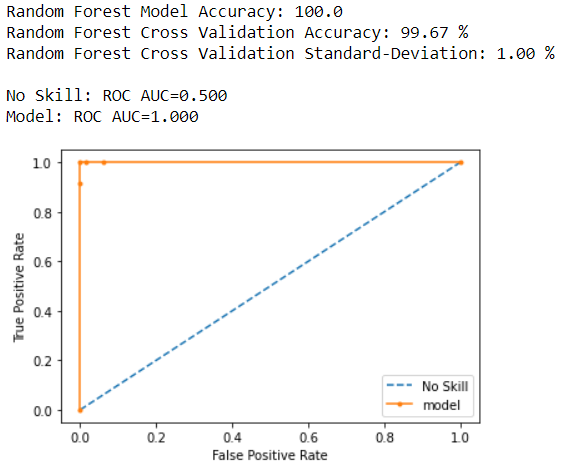 Random Forest Model Accuracy: 100.0
Random Forest Cross Validation Accuracy: 99.67 %
Random Forest Cross Validation Standard-Deviation: 1.00 %
No Skill: ROC AUC=0.500
Model: ROC AUC=1.000
1.0
0.8
0.6
0.4
0.2
0.0
True Positive Rate
No Skill
model
0.0 0.2 0.4 0.6 0.8 1.0
False Positive Rate